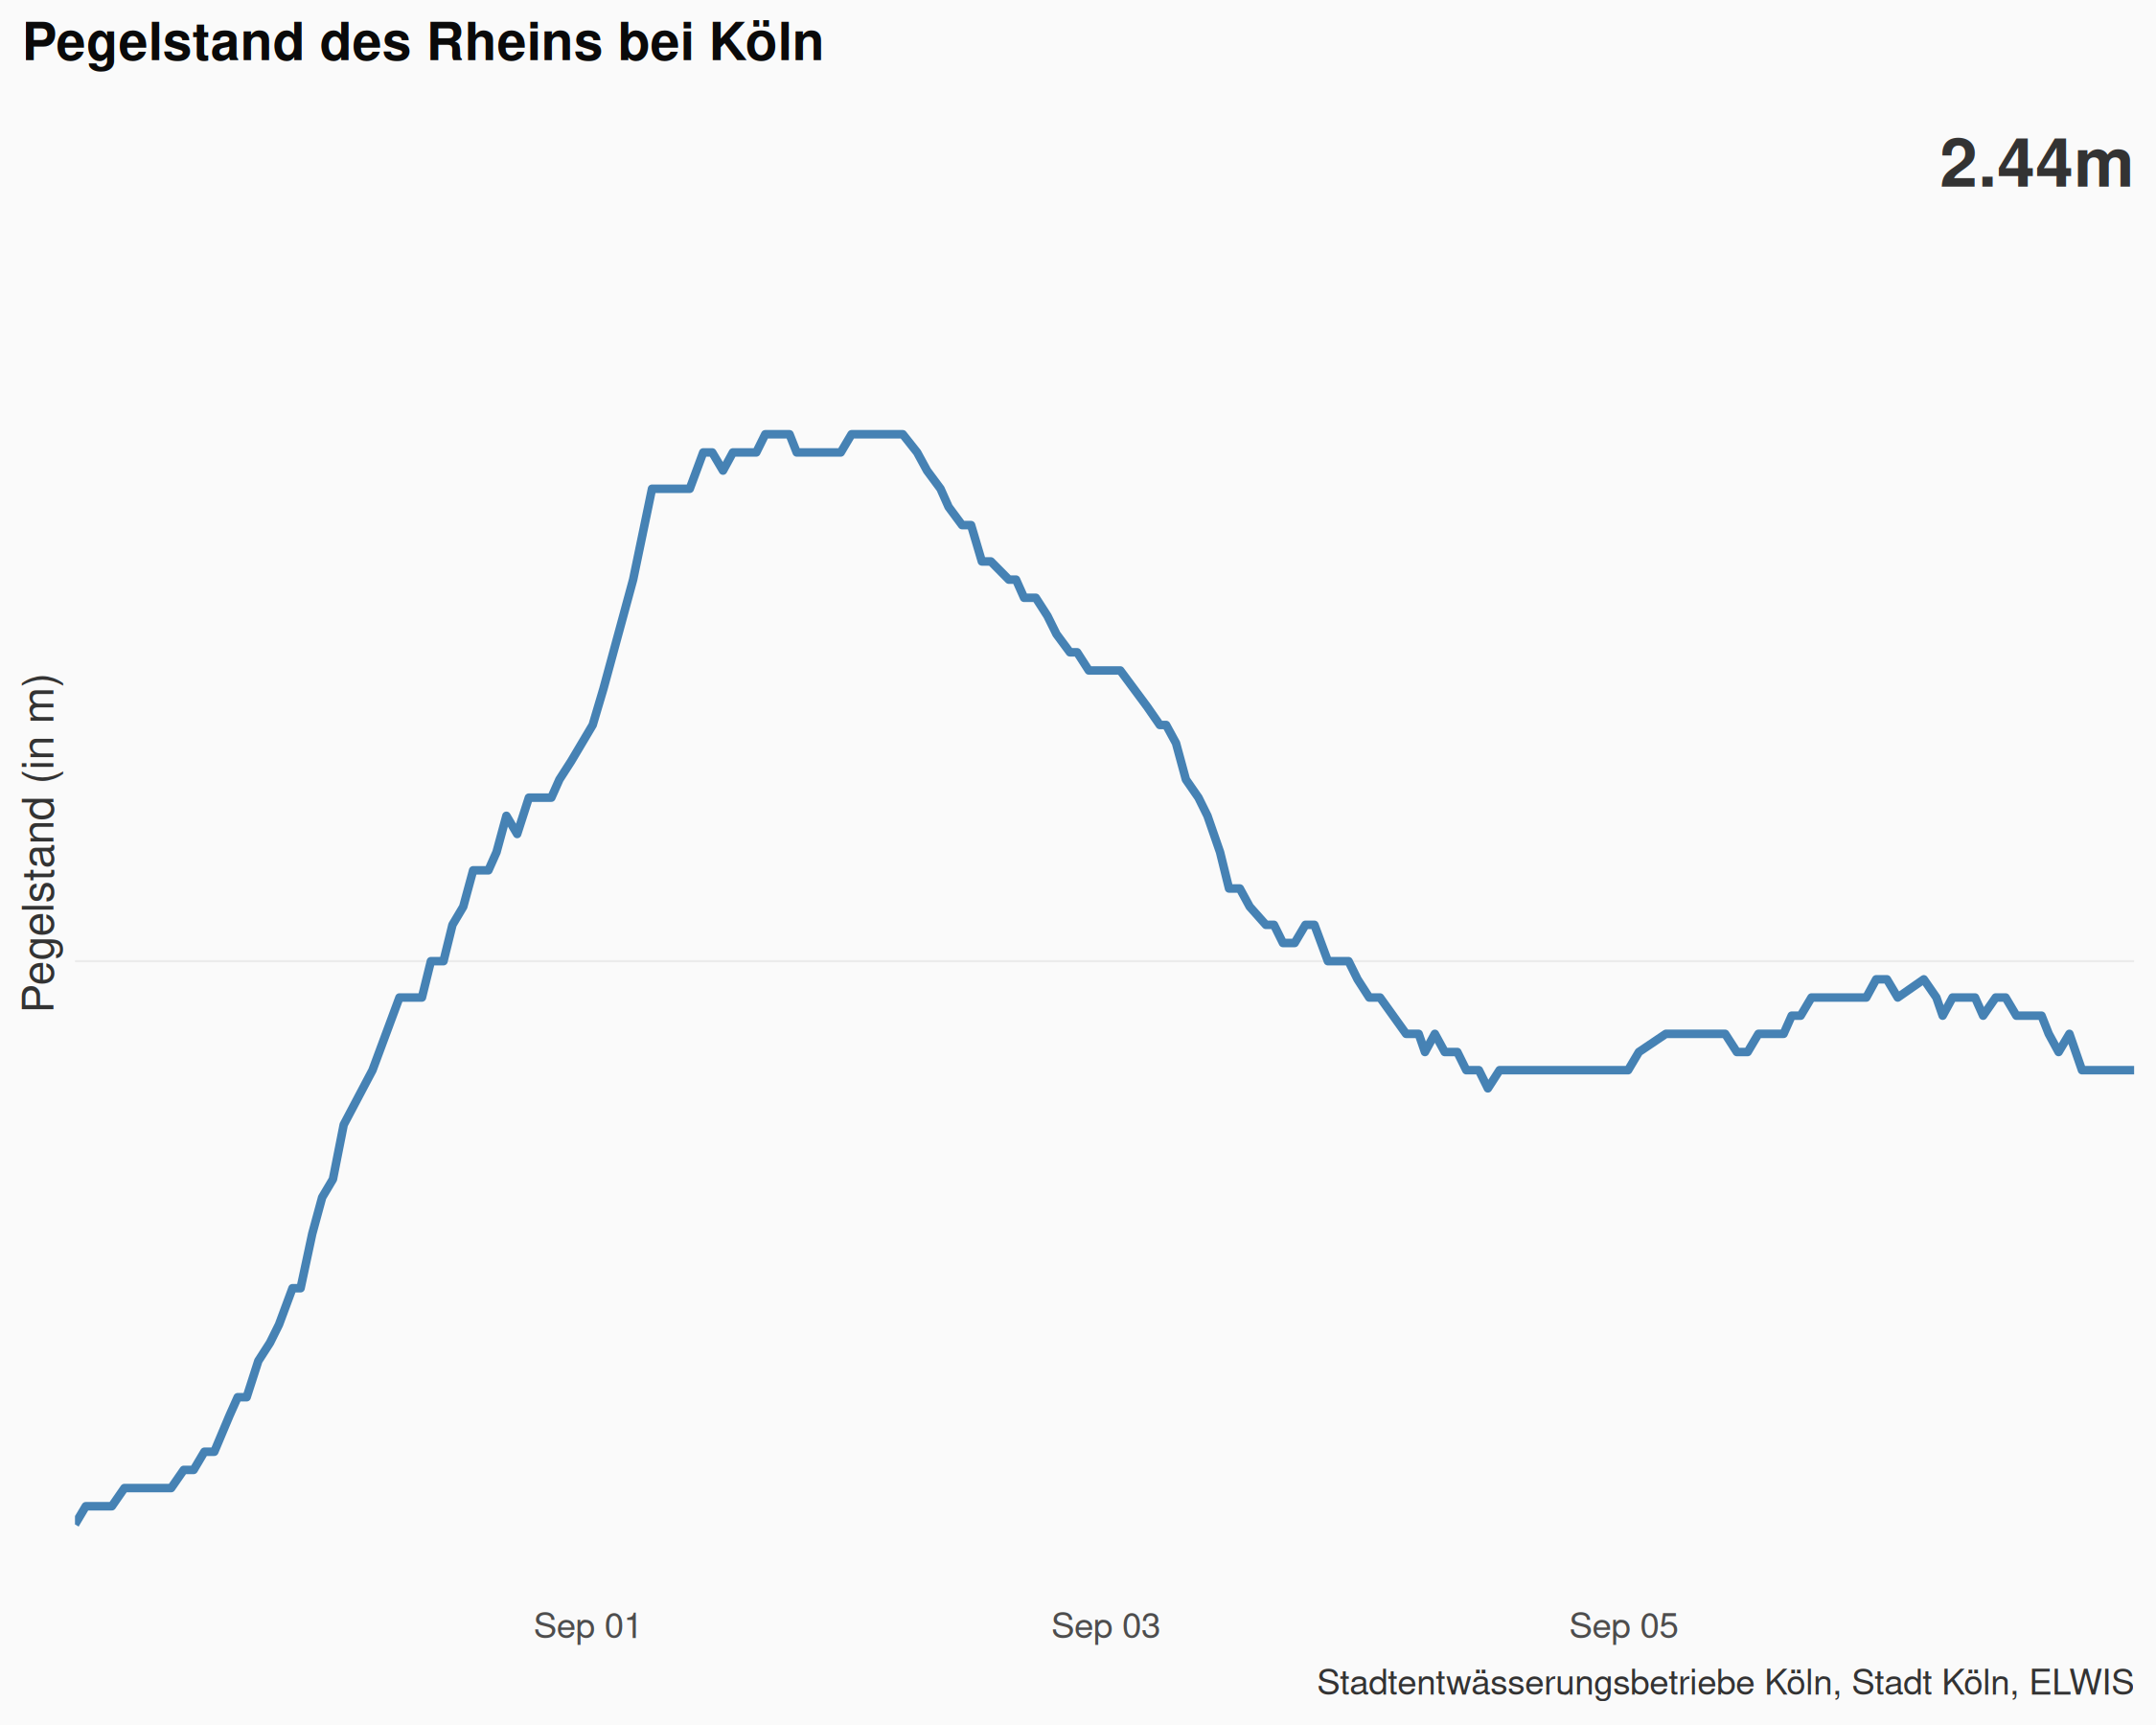 Pegelstand des Rheins bei Köln
2.44m
Pegelstand (in m)
Sep 01
Sep 03
Sep 05
Stadtentwässerungsbetriebe Köln, Stadt Köln, ELWIS